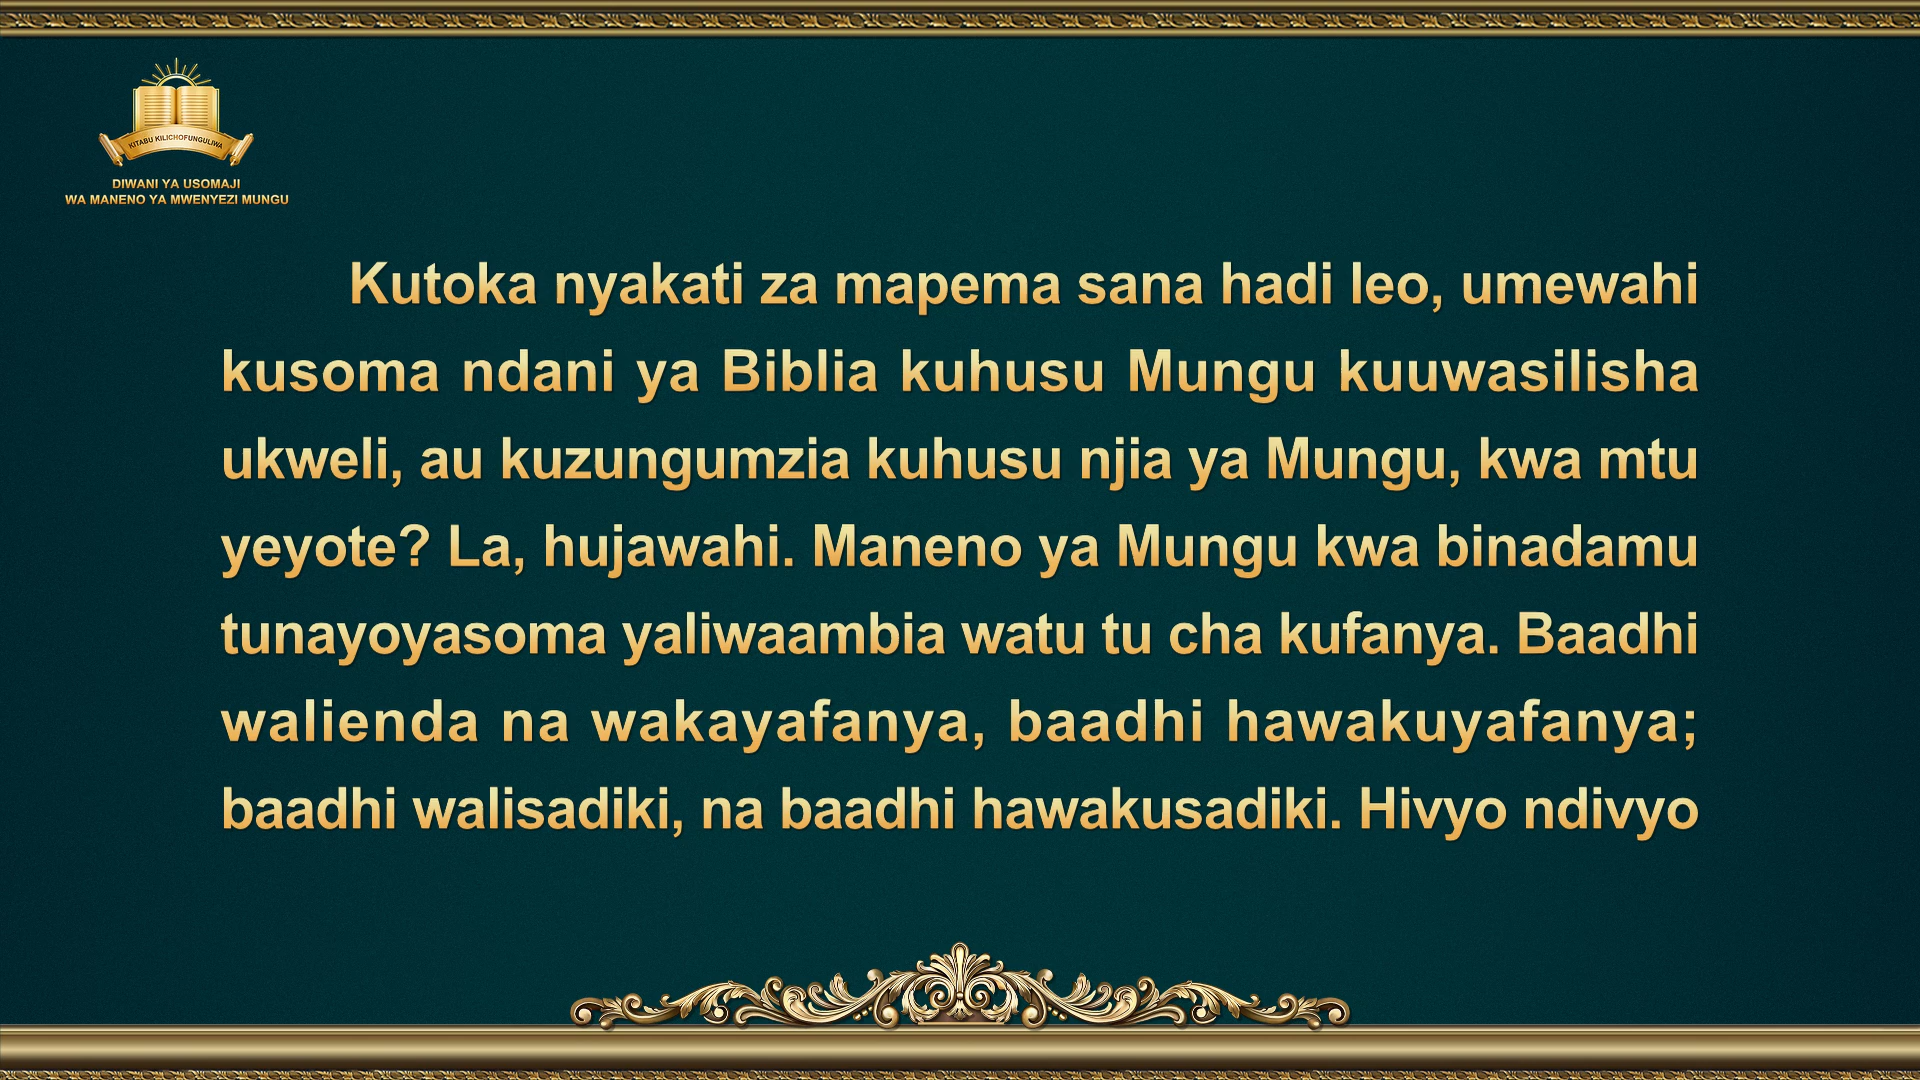 KITABU KILICHOFUNGULIWA
DIWANI YA USOMAJI
WA MANENO YA MWENYEZI MUNGU
Kutoka nyakati za mapema sana hadi leo, umewahi
kusoma ndani ya Biblia kuhusu Mungu kuuwasilisha
ukweli, au kuzungumzia kuhusu njia ya Mungu, kwa mtu
yeyote? La, hujawahi. Maneno ya Mungu kwa binadamu
tunayoyasoma yaliwaambia watu tu cha kufanya. Baadhi
walienda na wakayafanya, baadhi hawakuyafanya;
baadhi walisadiki, na baadhi hawakusadiki. Hivyo ndivyo